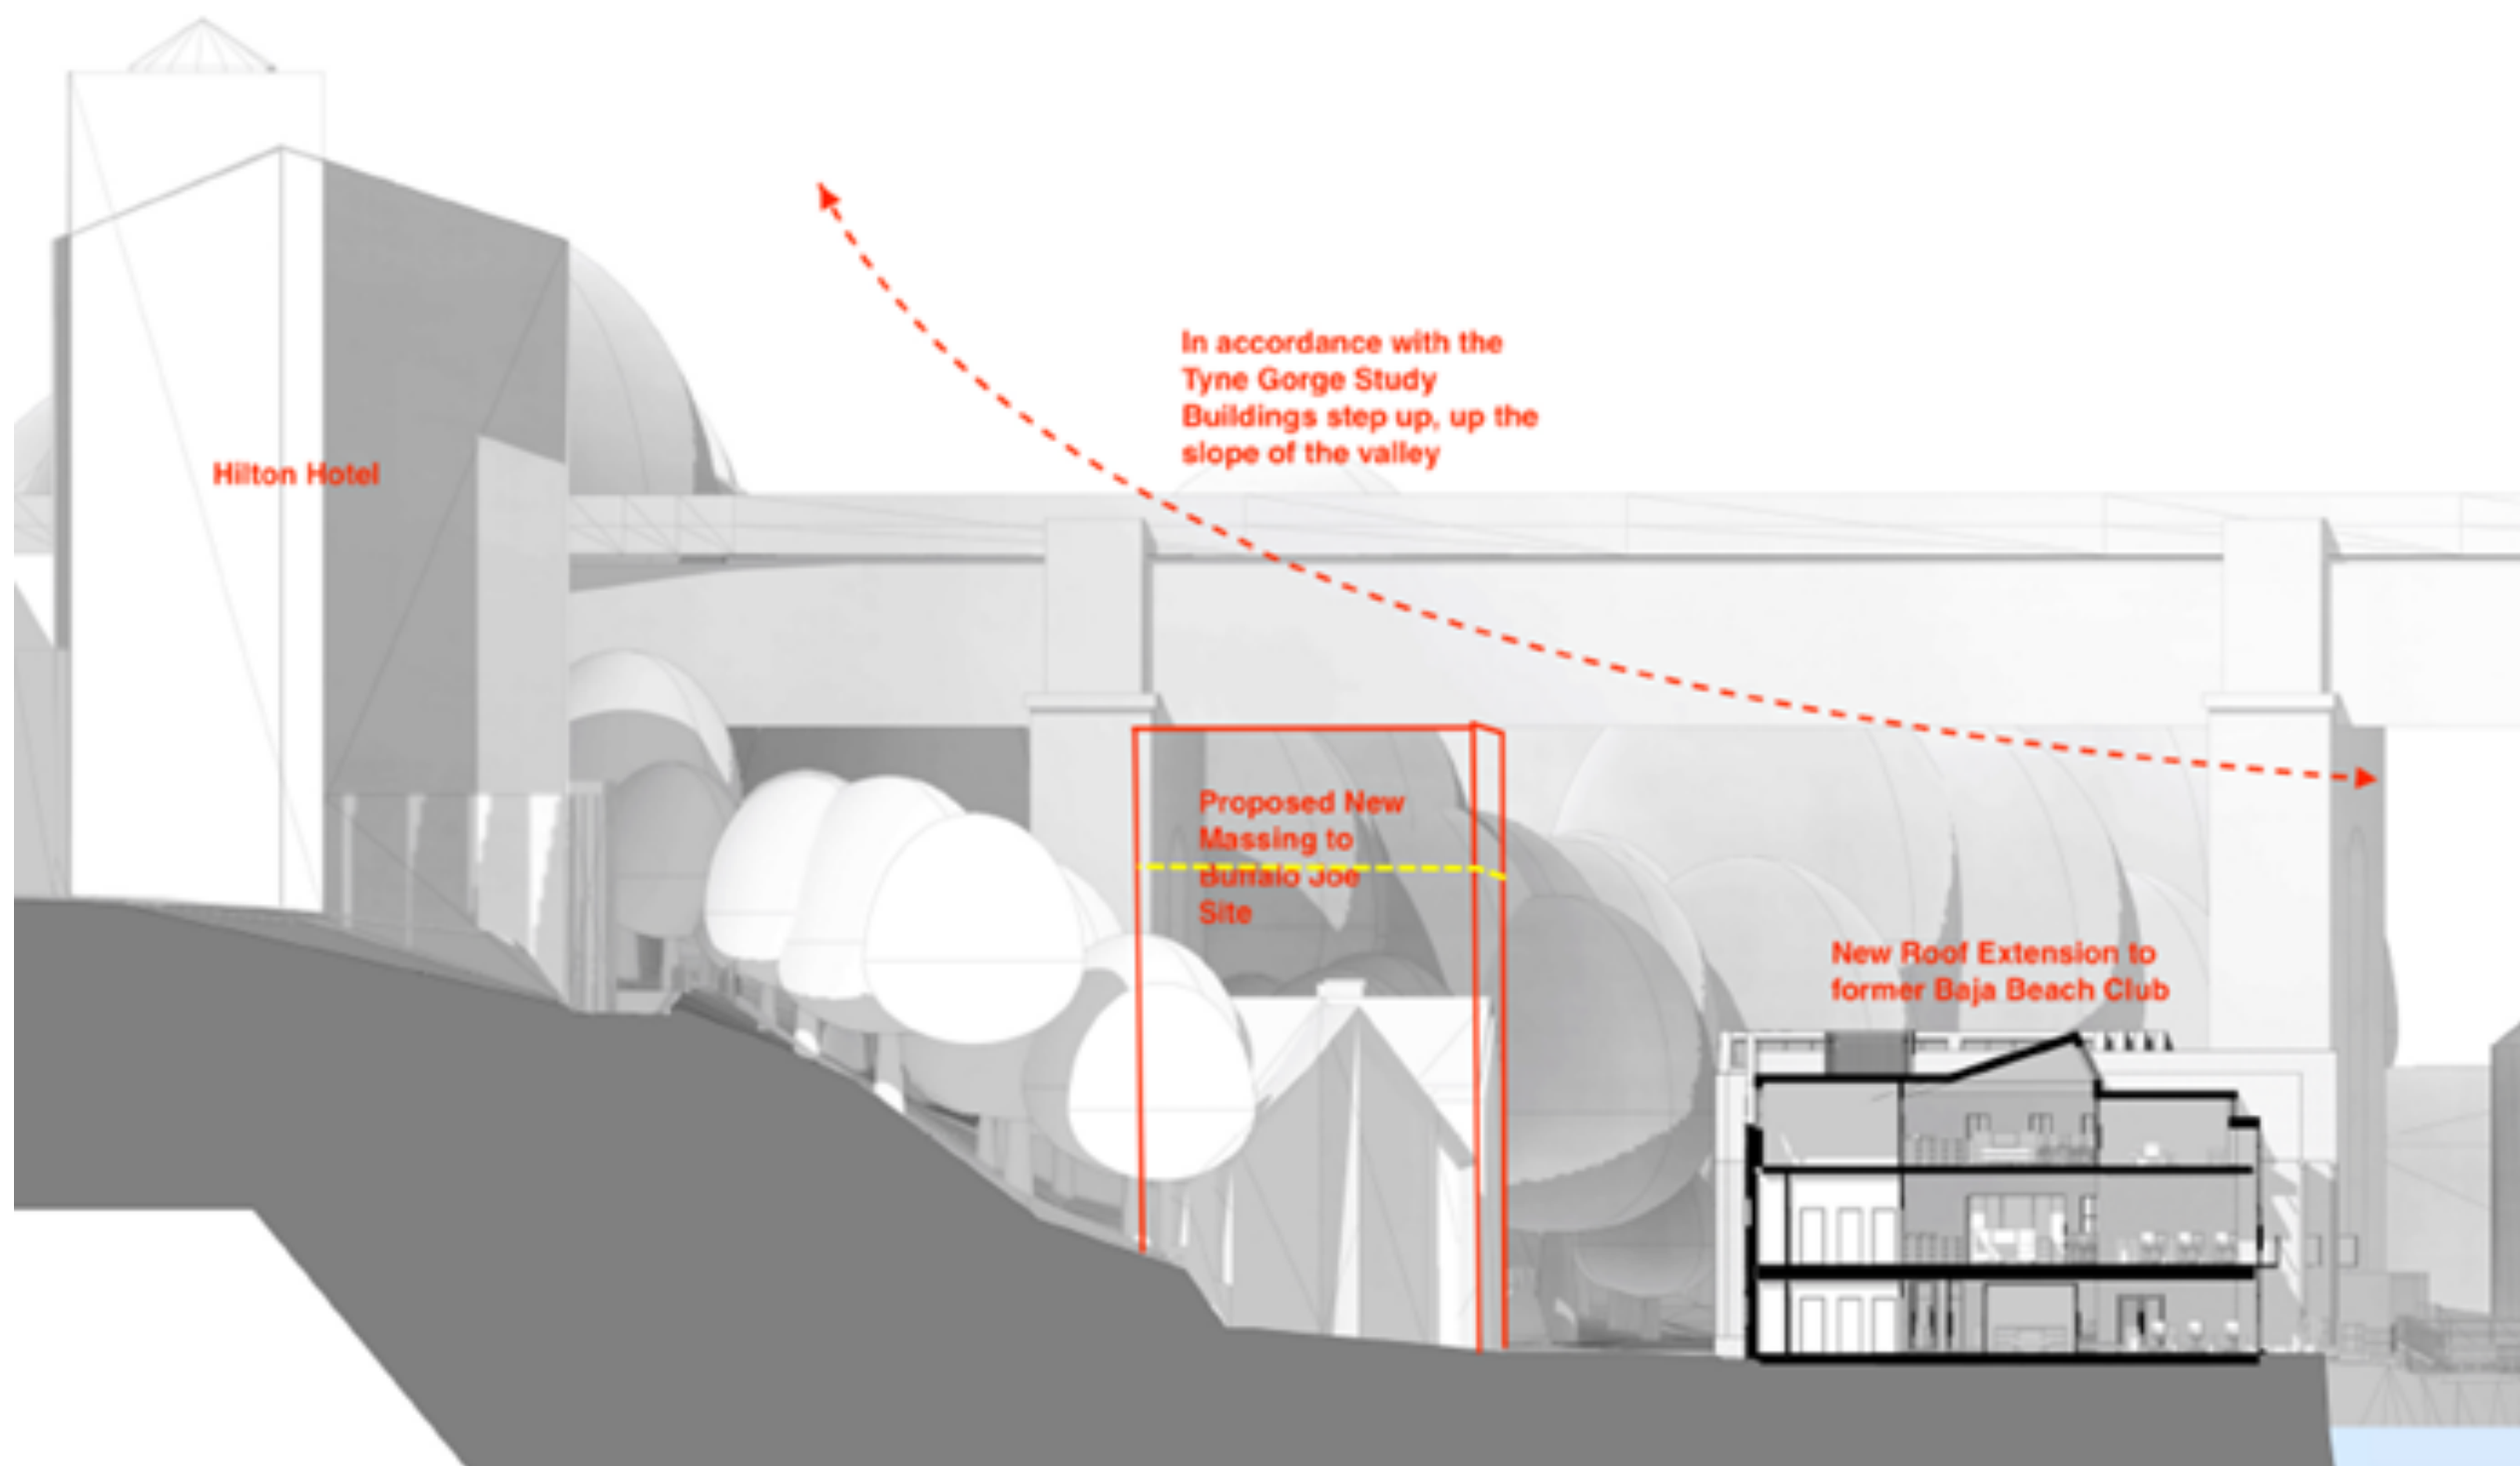 In accordance with the
Tyne Gorge Study
Buildings step up, up the
slope of the valley
Hilton Hotel
Proposed New
Massing to
Buffalo Joe
Site
New Roof Extension to
former Baja Beach Club